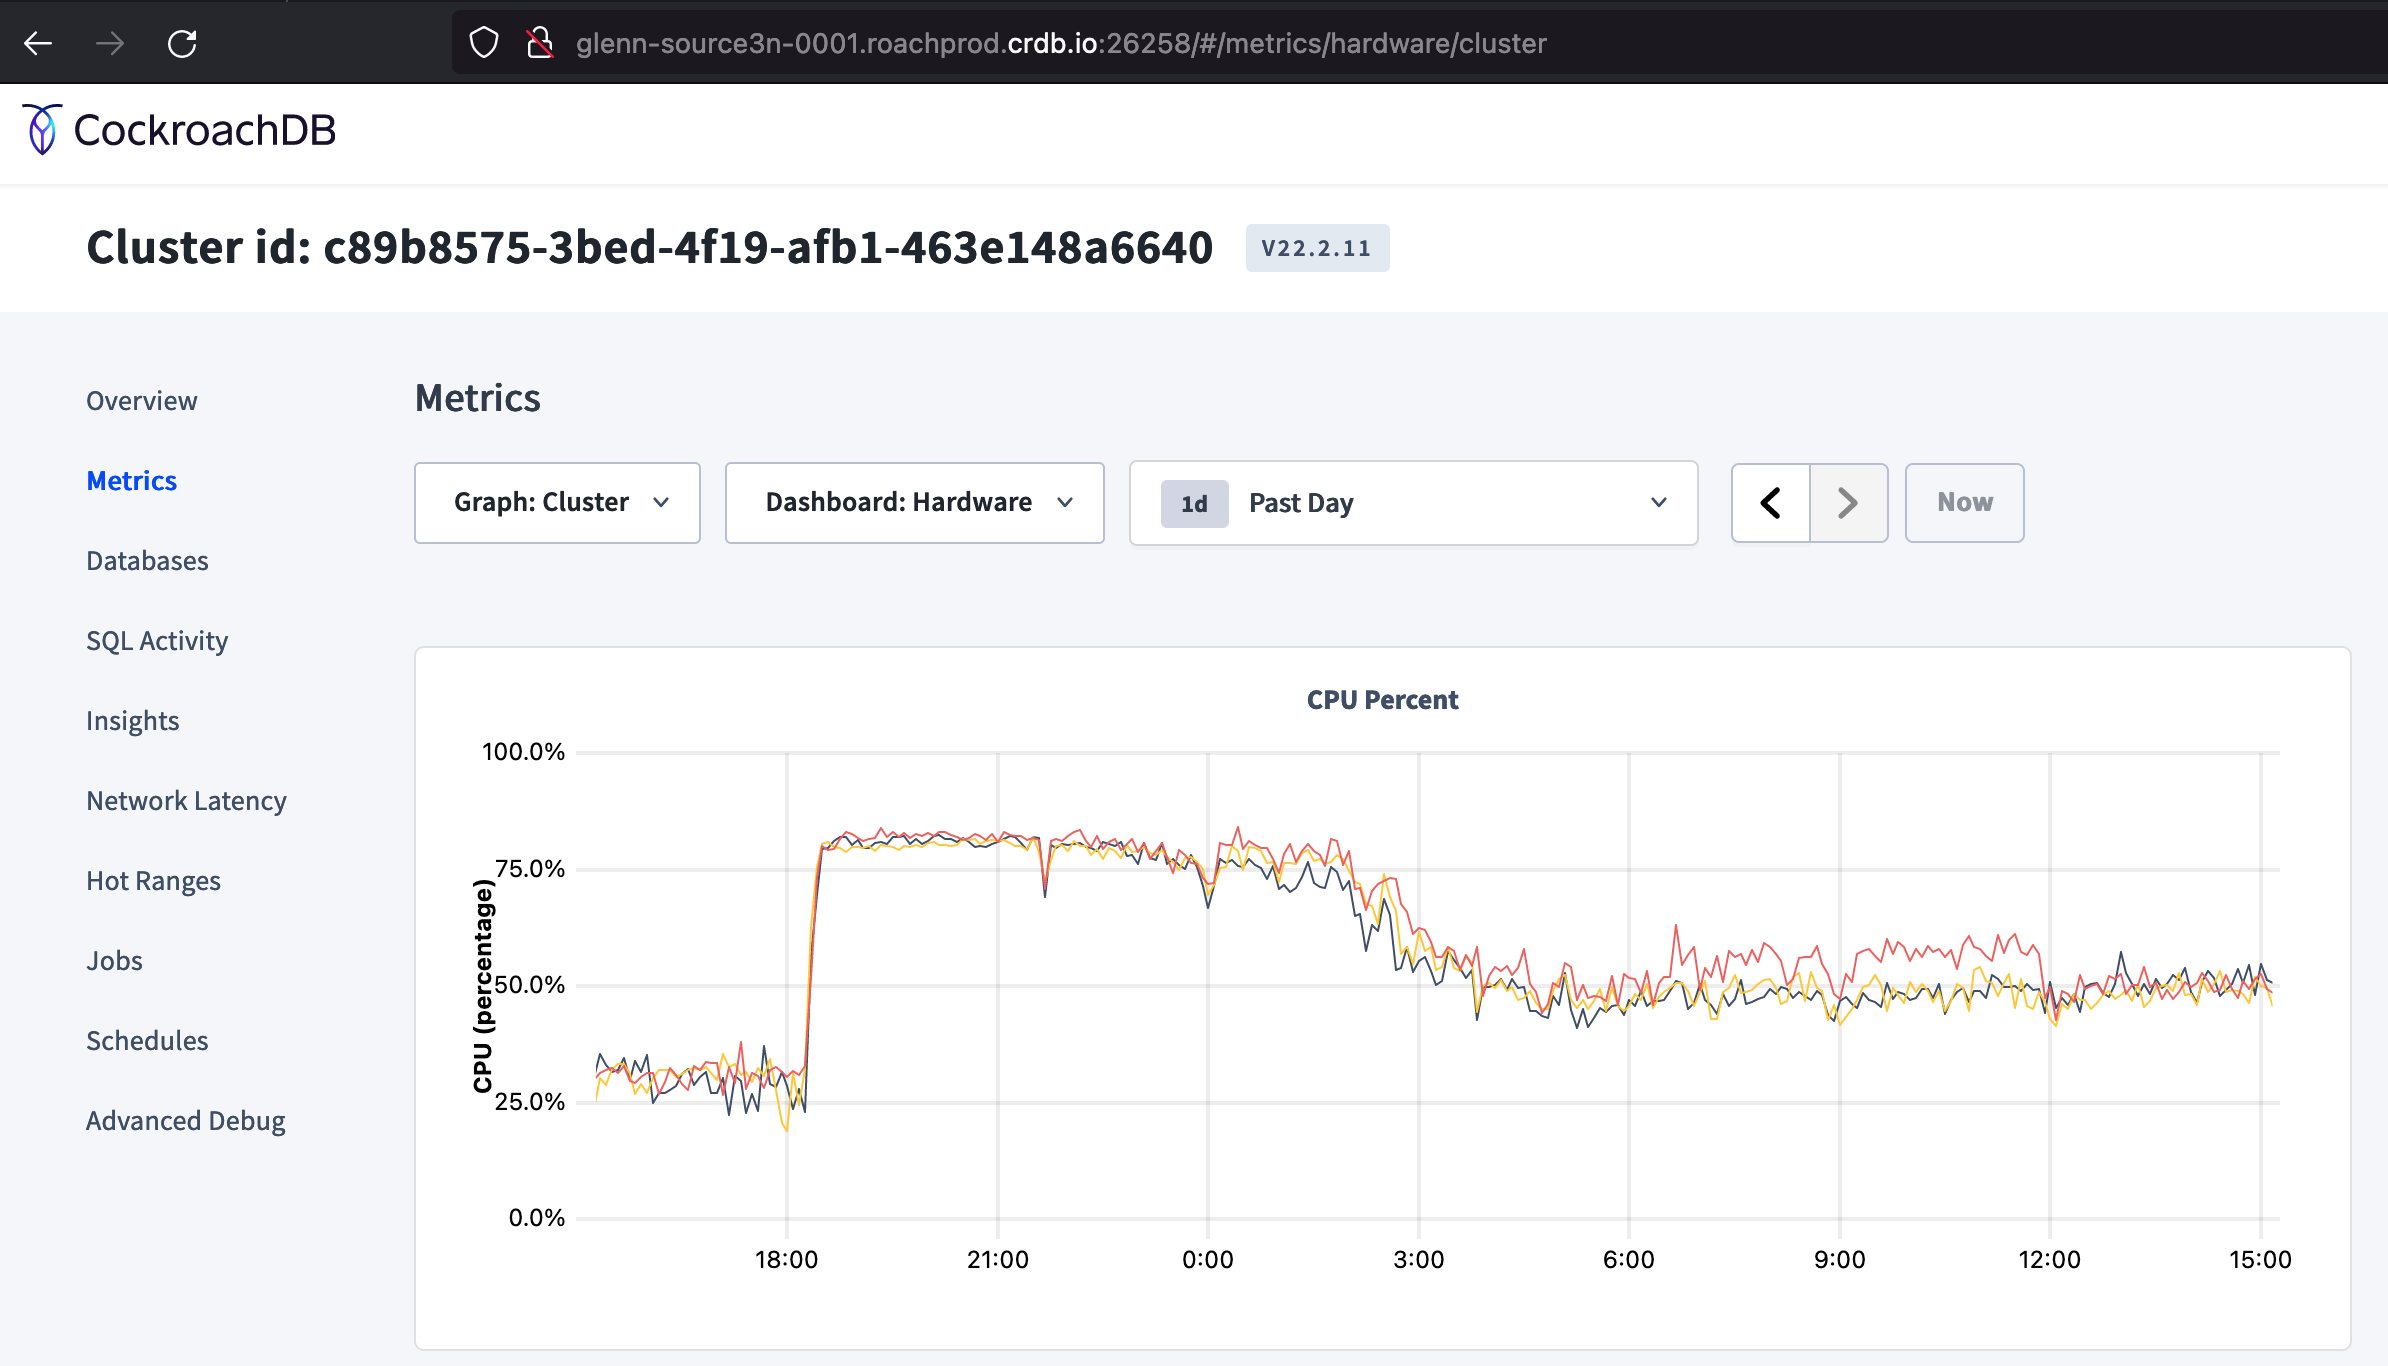 glenn-source3n-0001.roachprod.crdb.io:26258/#/metrics/hardware/cluster
CockroachDB
Cluster id: c89b8575-3bed-4f19-afb1-463e148a6640 V22.2.11
Overview
Metrics
Databases
SQL Activity
Insights
Network Latency
Hot Ranges
Jobs
Schedules
Advanced Debug
Metrics
Graph: Cluster
Dashboard: Hardware
1d Past Day
Now
CPU Percent
CPU (percentage)
100.0%
75.0%
50.0%
25.0%
0.0%
18:00 21:00 0:00 3:00 6:00 9:00 12:00 15:00